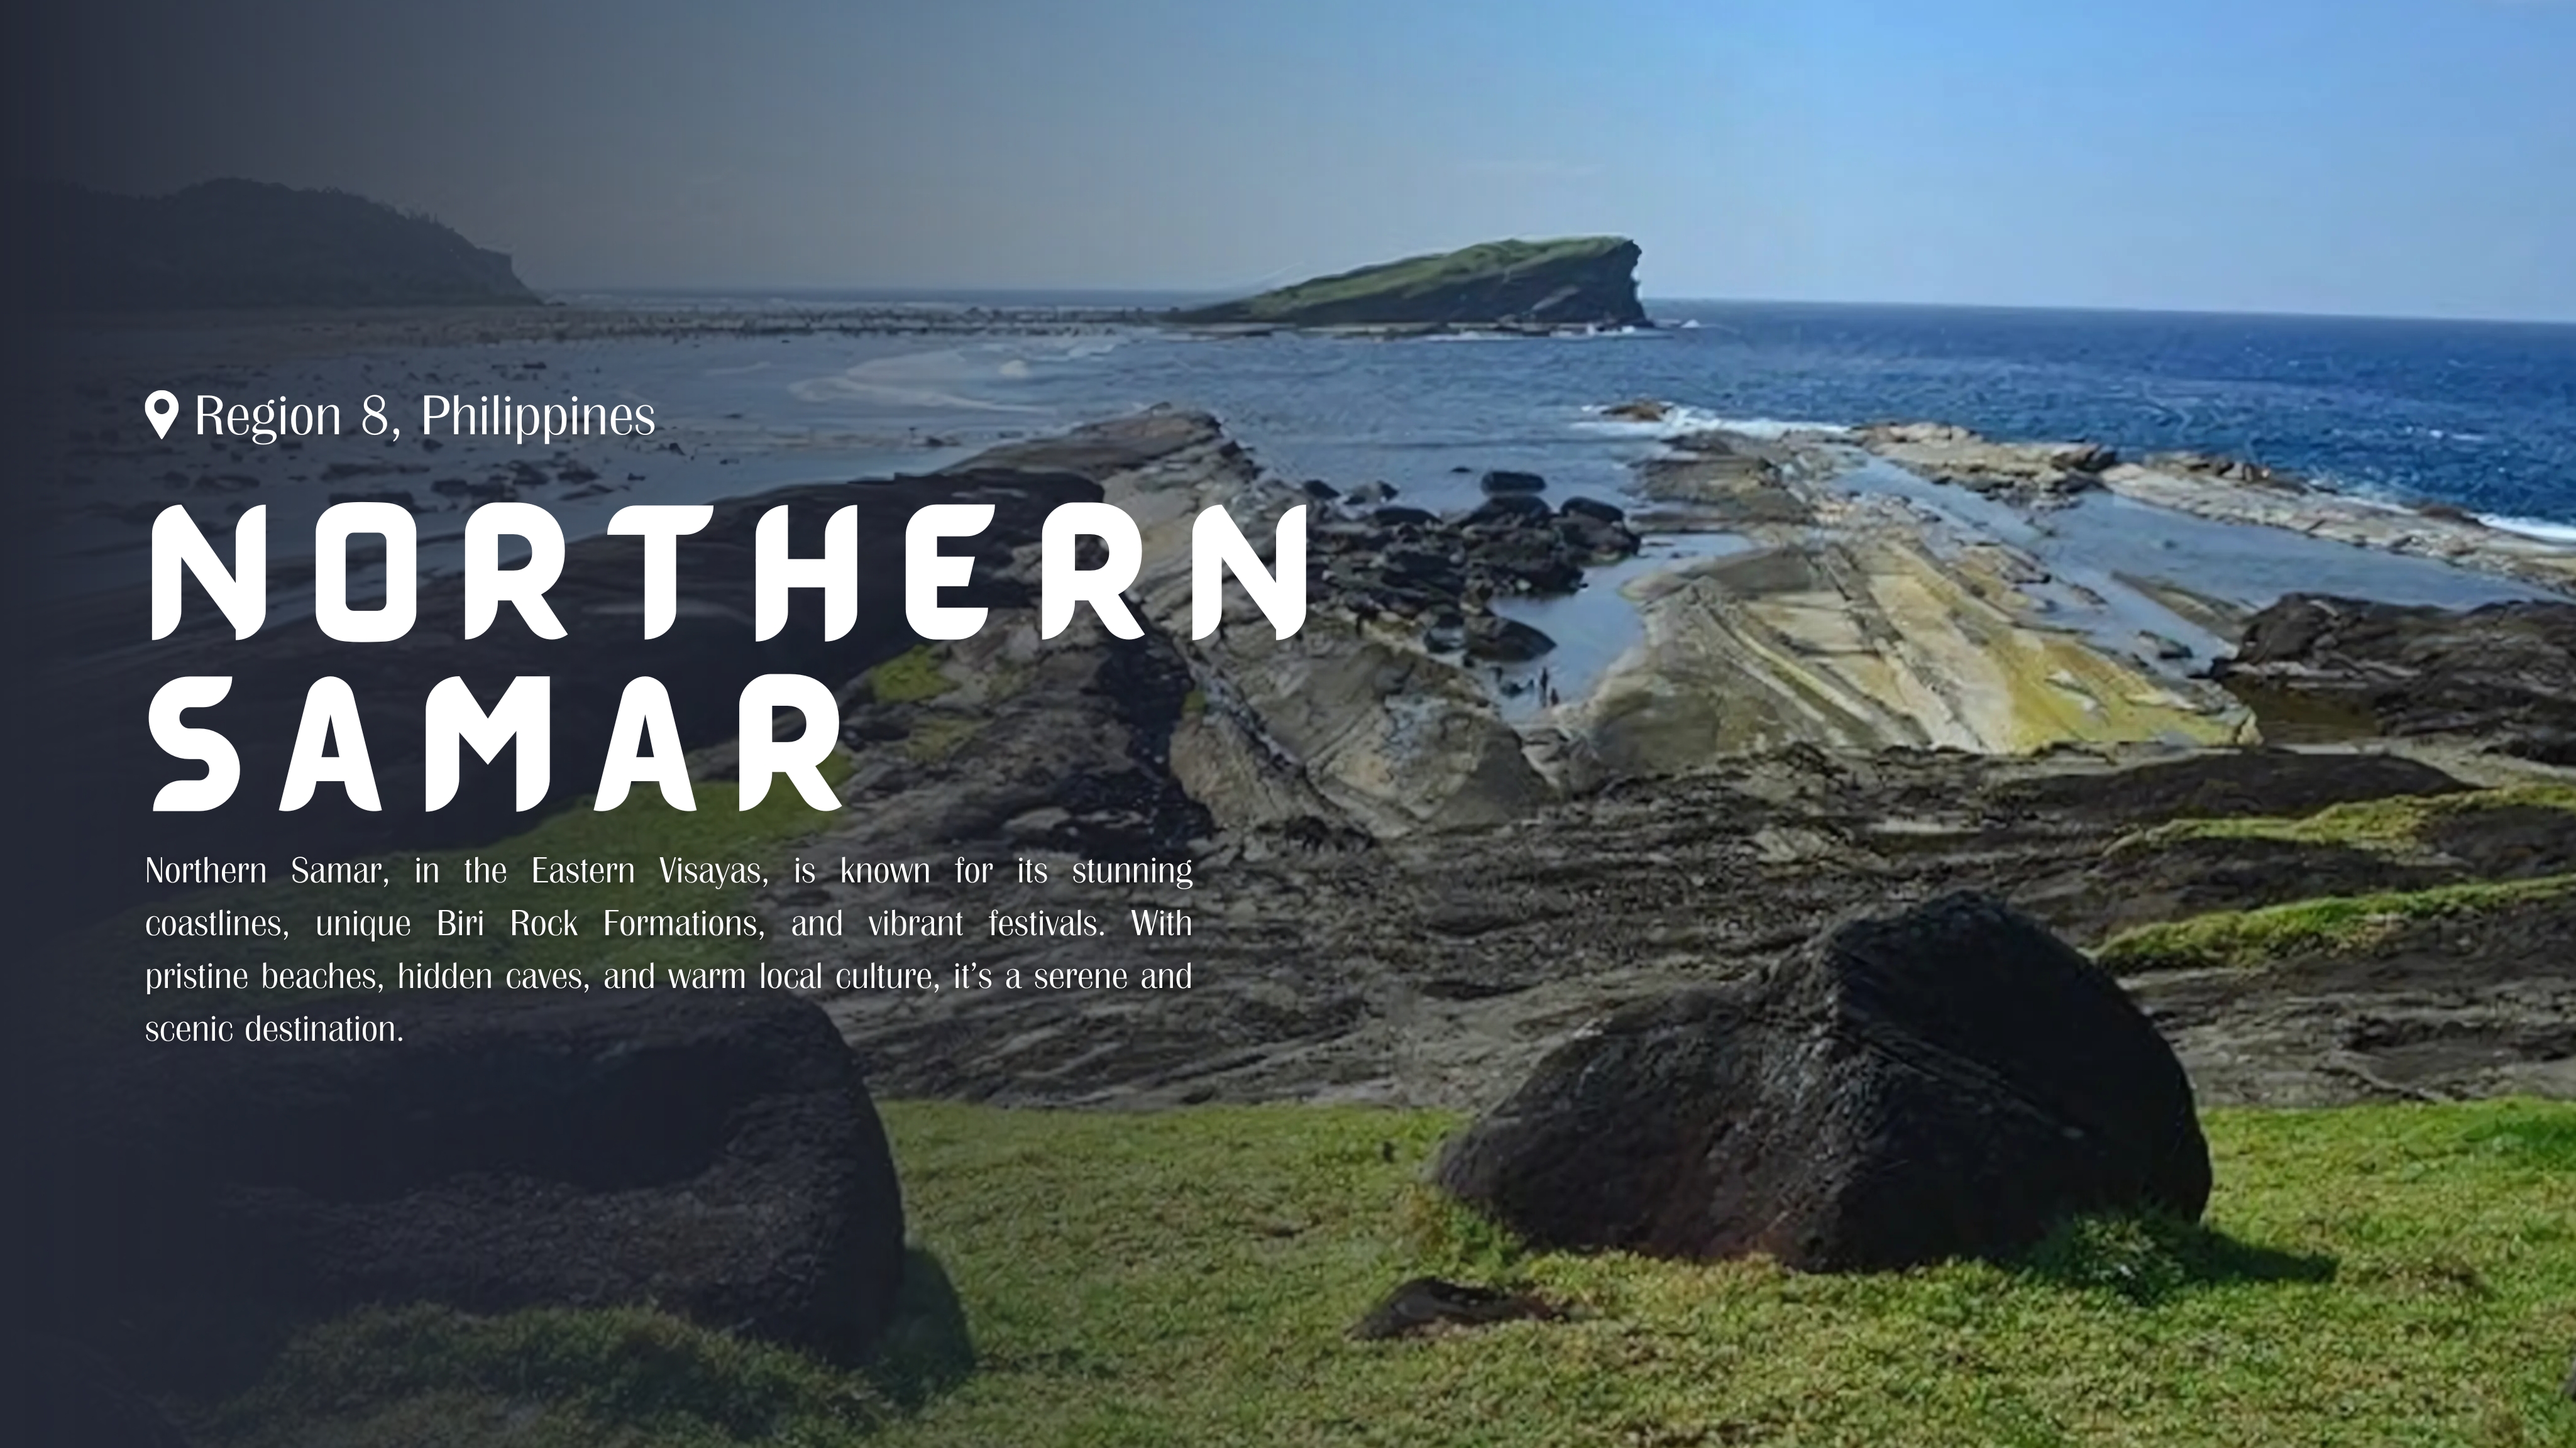 Region 8, Philippines
NORTHERN
SAMAR
Northern Samar, in the Eastern Visayas, is known for its stunning
coastlines, unique Biri Rock Formations, and vibrant festivals. With
pristine beaches, hidden caves, and warm local culture, it’s a serene and
scenic destination.